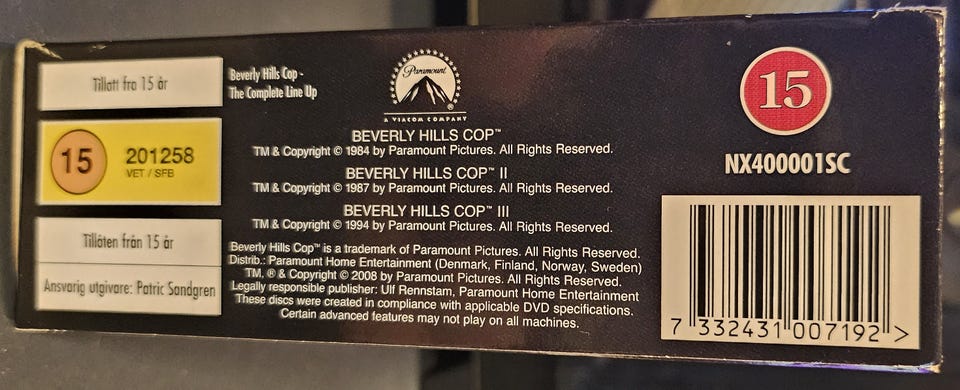 Tillatt fra 15 år
15
201258
VET / SFB
Tillåten från 15 år
Ansvarig utgivare: Patric Sandgren
Beverly Hills Cop -
The Complete Line Up
Paramount
®
A VIACOM COMPANY
BEVERLY HILLS COP™
TM & Copyright © 1984 by Paramount Pictures. All Rights Reserved.
BEVERLY HILLS COP™ II
TM & Copyright © 1987 by Paramount Pictures. All Rights Reserved.
BEVERLY HILLS COP™ III
TM & Copyright © 1994 by Paramount Pictures. All Rights Reserved.
Beverly Hills Cop™ is a trademark of Paramount Pictures. All Rights Reserved.
Distrib.: Paramount Home Entertainment (Denmark, Finland, Norway, Sweden)
TM, ® & Copyright © 2008 by Paramount Pictures. All Rights Reserved.
Legally responsible publisher: Ulf Rennstam, Paramount Home Entertainment
These discs were created in compliance with applicable DVD specifications.
Certain advanced features may not play on all machines.
15
NX400001SC
7 332431 007192 >